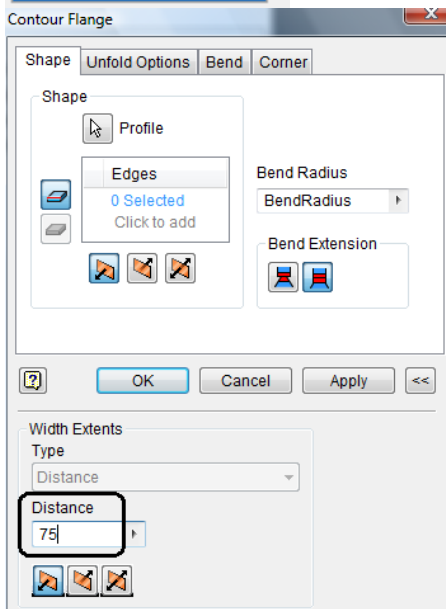 Contour Flange
Shape Unfold Options Bend Corner
Shape
Profile
Edges
0 Selected
Click to add
Bend Radius
BendRadius
Bend Extension
OK Cancel Apply <<
Width Extents
Type
Distance
Distance
75